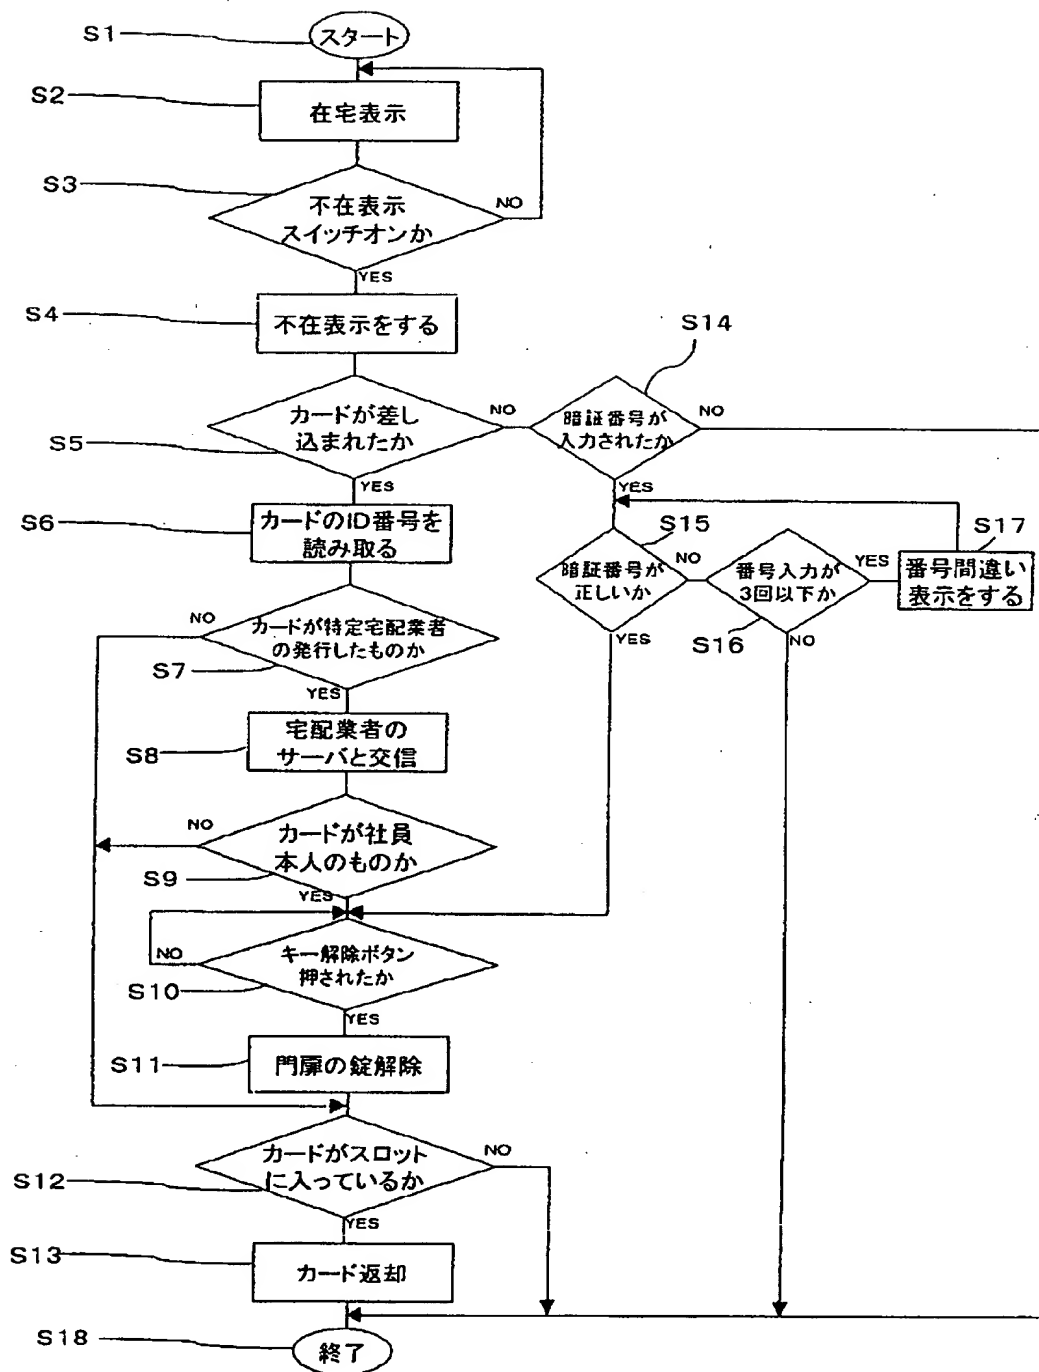 S1
スタート
S2
在宅表示
S3
不在表示
スイッチオンか
NO
YES
S4
不在表示をする
S5
カードが差し
込まれたか
NO
YES
S14
暗証番号が
入力されたか
NO
YES
S6
カードのID番号を
読み取る
S15
暗証番号が
正しいか
NO
YES
S16
番号入力が
3回以下か
YES
NO
S17
番号間違い
表示をする
S7
カードが特定宅配業者
の発行したものか
NO
YES
S8
宅配業者の
サーバと交信
S9
カードが社員
本人のものか
NO
YES
S10
キー解除ボタン
押されたか
NO
YES
S11
門扉の錠解除
S12
カードがスロット
に入っているか
NO
YES
S13
カード返却
S18
終了